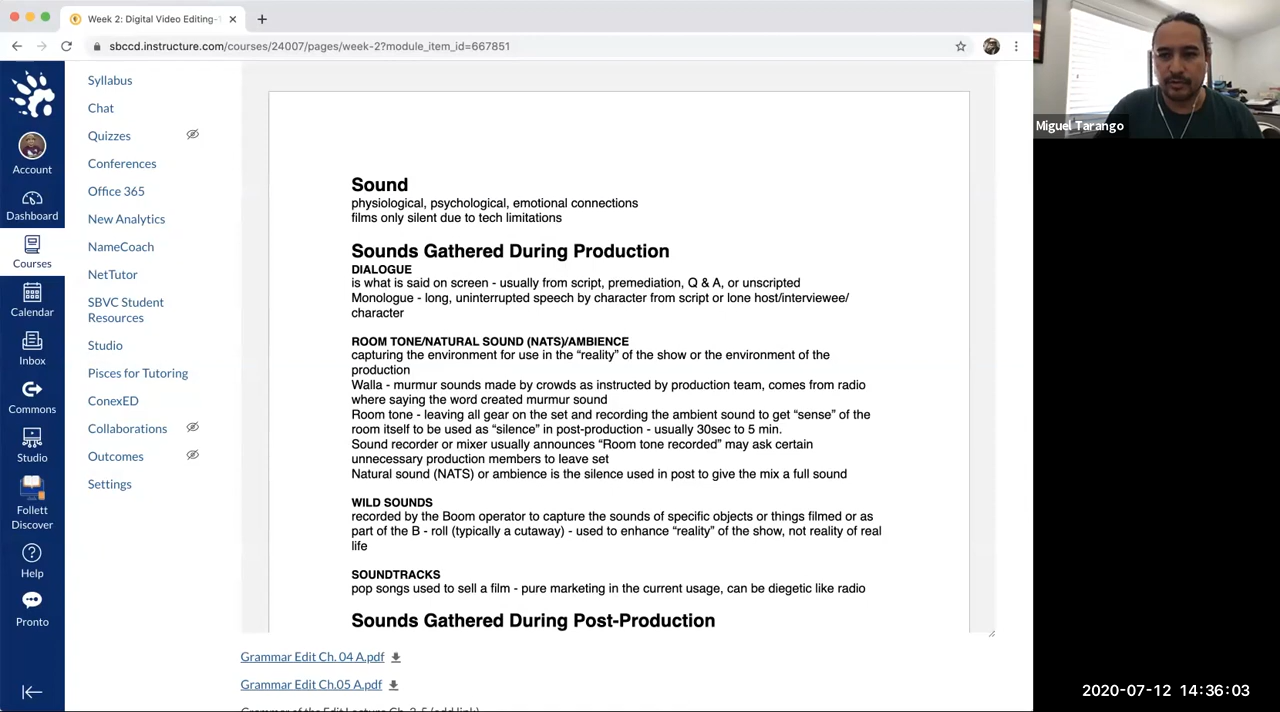 Week 2: Digital Video Editing-
sbccd.instructure.com/courses/24007/pages/week-2?module_item_id=667851
Account
Dashboard
Courses
Calendar
Inbox
Commons
Studio
Follett
Discover
Help
Pronto
Syllabus
Chat
Quizzes
Conferences
Office 365
New Analytics
NameCoach
NetTutor
SBVC Student
Resources
Studio
Pisces for Tutoring
ConexED
Collaborations
Outcomes
Settings
Sound
physiological, psychological, emotional connections
films only silent due to tech limitations
Sounds Gathered During Production
DIALOGUE
is what is said on screen - usually from script, premediation, Q & A, or unscripted
Monologue - long, uninterrupted speech by character from script or lone host/interviewee/
character
ROOM TONE/NATURAL SOUND (NATS)/AMBIENCE
capturing the environment for use in the “reality” of the show or the environment of the
production
Walla - murmur sounds made by crowds as instructed by production team, comes from radio
where saying the word created murmur sound
Room tone - leaving all gear on the set and recording the ambient sound to get “sense” of the
room itself to be used as “silence” in post-production - usually 30sec to 5 min.
Sound recorder or mixer usually announces “Room tone recorded” may ask certain
unnecessary production members to leave set
Natural sound (NATS) or ambience is the silence used in post to give the mix a full sound
WILD SOUNDS
recorded by the Boom operator to capture the sounds of specific objects or things filmed or as
part of the B - roll (typically a cutaway) - used to enhance “reality” of the show, not reality of real
life
SOUNDTRACKS
pop songs used to sell a film - pure marketing in the current usage, can be diegetic like radio
Sounds Gathered During Post-Production
Grammar Edit Ch. 04 A.pdf
Grammar Edit Ch.05 A.pdf
Grammar of the Edit Lecture Ch. 3-5 (add link)
Miguel Tarango
2020-07-12 14:36:03